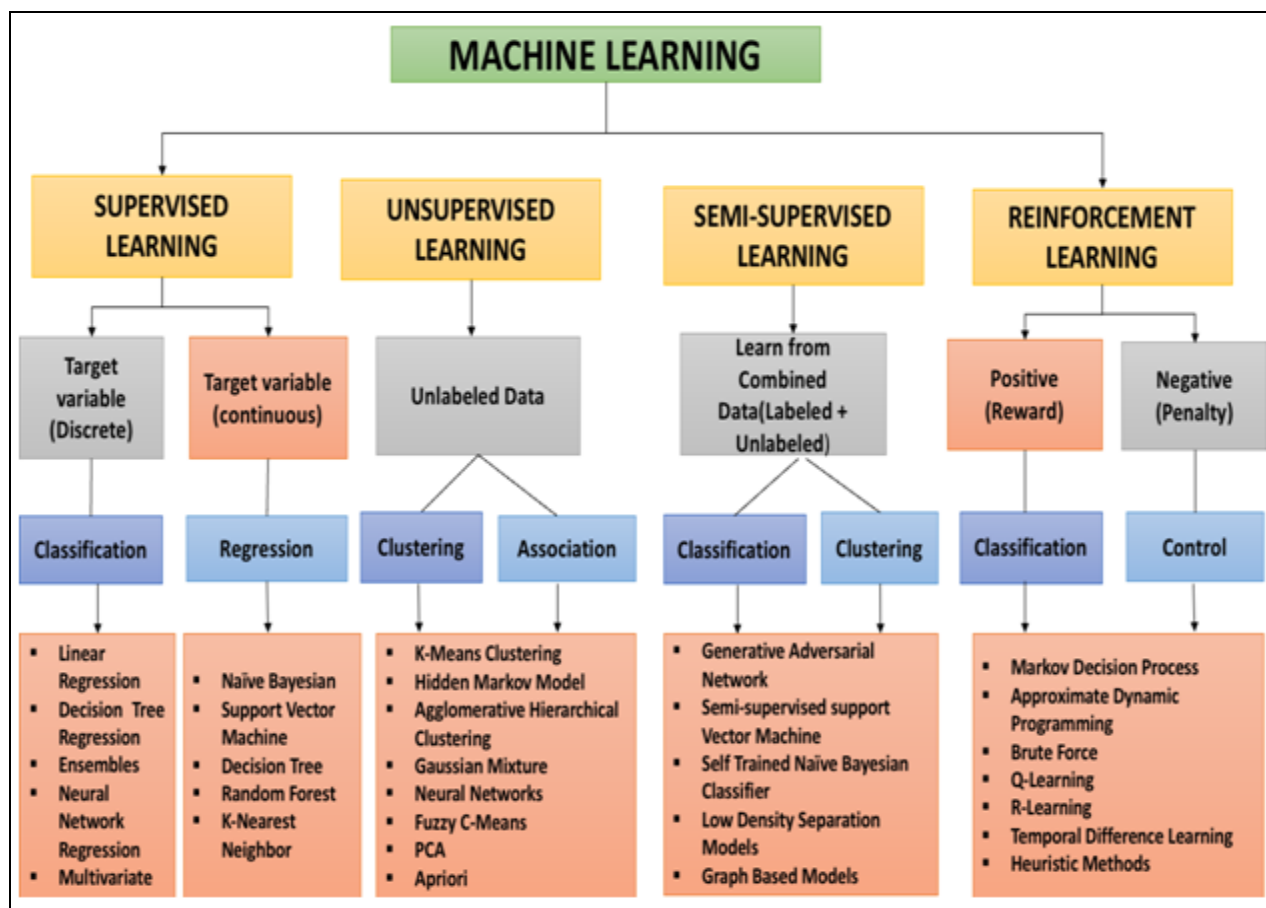 MACHINE LEARNING
SUPERVISED
LEARNING
UNSUPERVISED
LEARNING
SEMI-SUPERVISED
LEARNING
REINFORCEMENT
LEARNING
Target
variable
(Discrete)
Target variable
(continuous)
Unlabeled Data
Learn from
Combined
Data(Labeled +
Unlabeled)
Positive
(Reward)
Negative
(Penalty)
Classification
Regression
Clustering
Association
Classification
Clustering
Classification
Control
▪ Linear
Regression
▪ Decision Tree
Regression
▪ Ensembles
▪ Neural
Network
Regression
▪ Multivariate
▪ Naïve Bayesian
▪ Support Vector
Machine
▪ Decision Tree
▪ Random Forest
▪ K-Nearest
Neighbor
▪ K-Means Clustering
▪ Hidden Markov Model
▪ Agglomerative Hierarchical
Clustering
▪ Gaussian Mixture
▪ Neural Networks
▪ Fuzzy C-Means
▪ PCA
▪ Apriori
▪ Generative Adversarial
Network
▪ Semi-supervised support
Vector Machine
▪ Self Trained Naïve Bayesian
Classifier
▪ Low Density Separation
Models
▪ Graph Based Models
▪ Markov Decision Process
▪ Approximate Dynamic
Programming
▪ Brute Force
▪ Q-Learning
▪ R-Learning
▪ Temporal Difference Learning
▪ Heuristic Methods